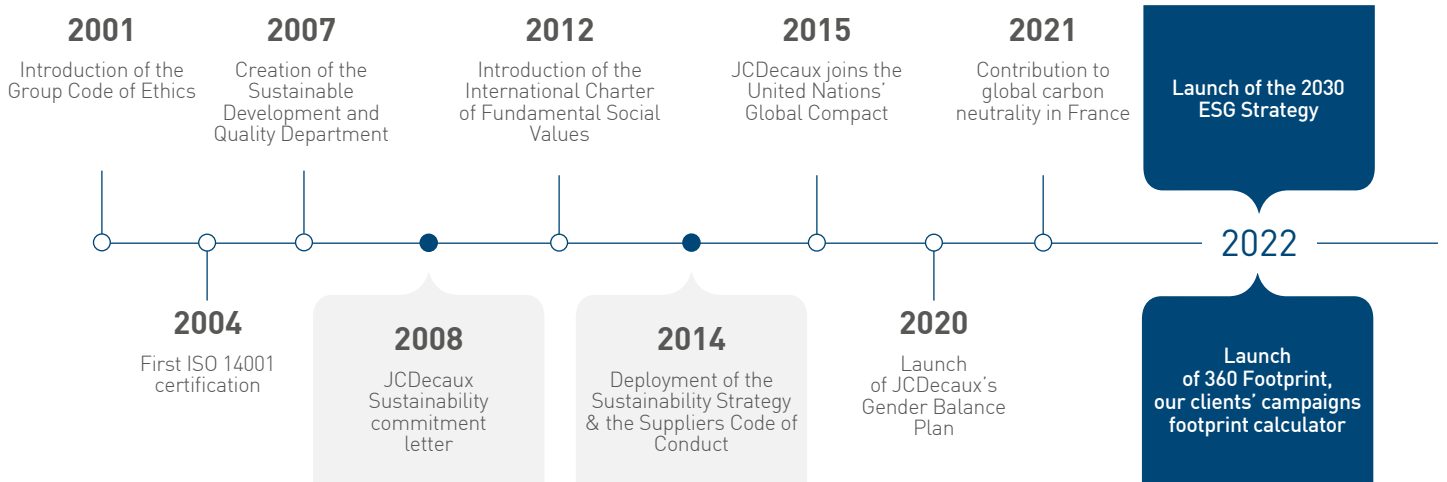 2001
Introduction of the
Group Code of Ethics
2007
Creation of the
Sustainable
Development and
Quality Department
2012
Introduction of the
International Charter
of Fundamental Social
Values
2015
JCDecaux joins the
United Nations'
Global Compact
2021
Contribution to
global carbon
neutrality in France
Launch of the 2030
ESG Strategy
2022
2004
First ISO 14001
certification
2008
JCDecaux
Sustainability
commitment
letter
2014
Deployment of the
Sustainability Strategy
& the Suppliers Code of
Conduct
2020
Launch
of JCDecaux's
Gender Balance
Plan
Launch
of 360 Footprint,
our clients' campaigns
footprint calculator